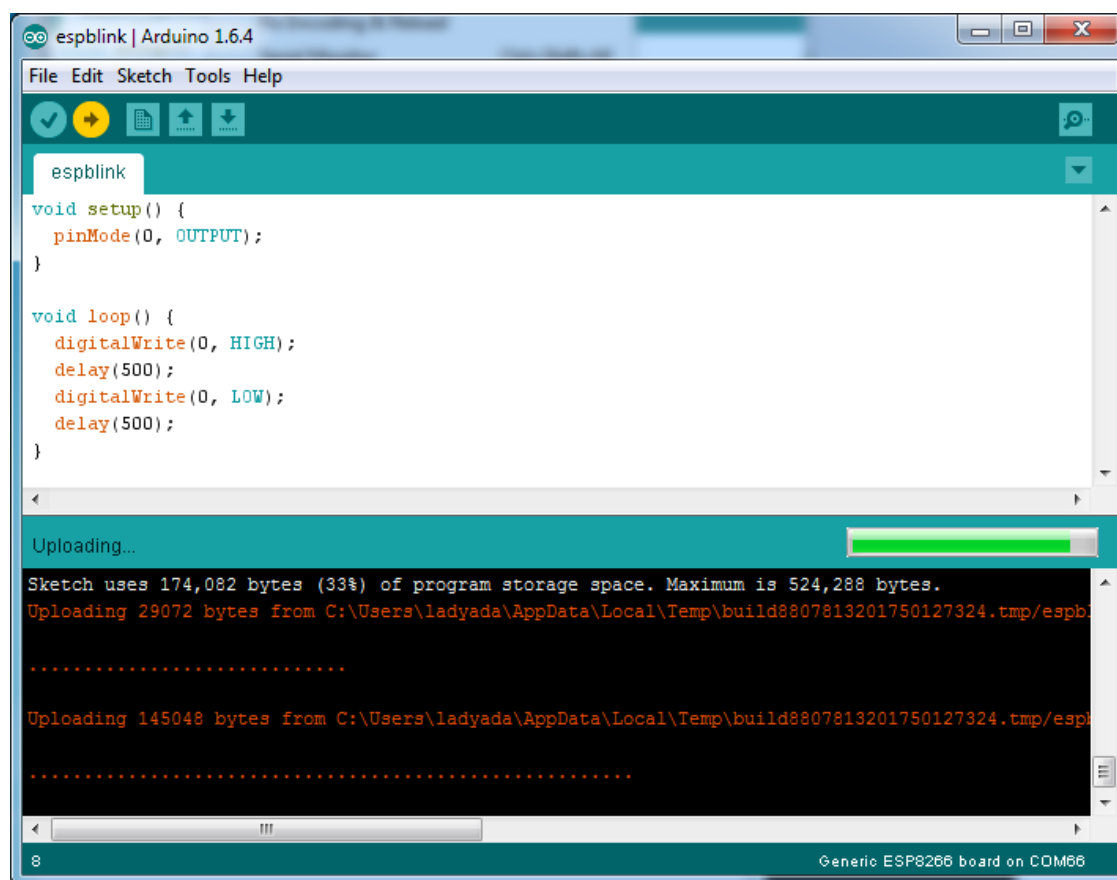 espblink | Arduino 1.6.4
File Edit Sketch Tools Help
espblink
void setup() {
  pinMode(0, OUTPUT);
}
void loop() {
  digitalWrite(0, HIGH);
  delay(500);
  digitalWrite(0, LOW);
  delay(500);
}
Uploading...
Sketch uses 174,082 bytes (33%) of program storage space. Maximum is 524,288 bytes.
Uploading 29072 bytes from C:\Users\ladyada\AppData\Local\Temp\build8807813201750127324.tmp/espbl
.............................
Uploading 145048 bytes from C:\Users\ladyada\AppData\Local\Temp\build8807813201750127324.tmp/espb
.......................................................
8
Generic ESP8266 board on COM66